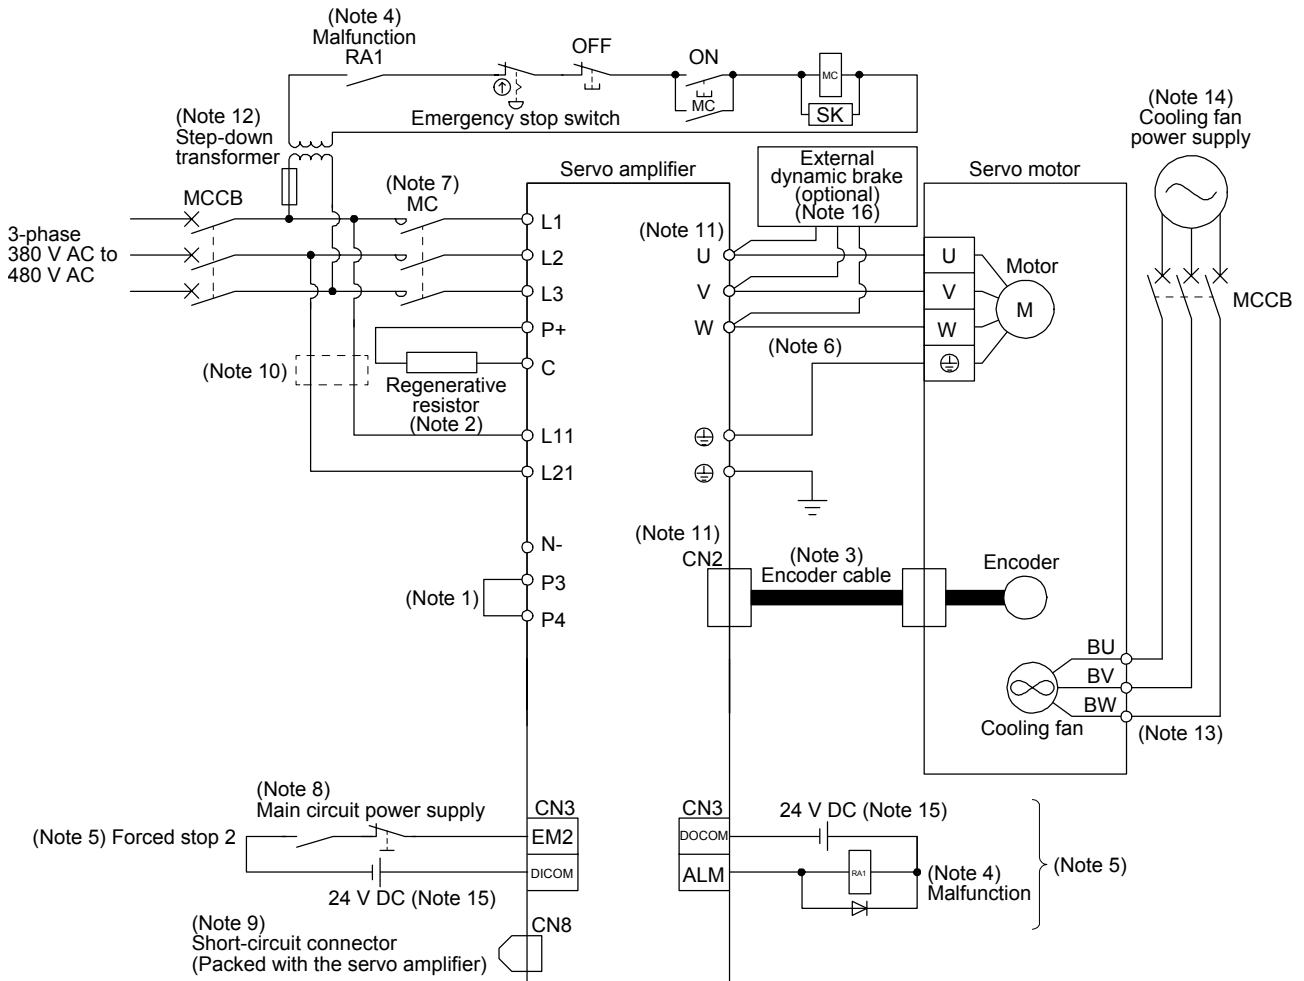 (Note 4)
Malfunction
RA1
OFF
ON
MC
MC
SK
Emergency stop switch
(Note 12)
Step-down
transformer
(Note 14)
Cooling fan
power supply
MCCB
(Note 7)
MC
Servo amplifier
External
dynamic brake
(optional)
(Note 16)
Servo motor
3-phase
380 V AC to
480 V AC
L1
L2
L3
P+
C
(Note 11)
U
V
W
U
V
W
Motor
M
MCCB
(Note 6)
(Note 10)
Regenerative
resistor
(Note 2)
L11
L21
N-
P3
P4
(Note 1)
(Note 11)
CN2
(Note 3)
Encoder cable
Encoder
BU
BV
BW
Cooling fan
(Note 13)
(Note 8)
Main circuit power supply
(Note 5) Forced stop 2
24 V DC (Note 15)
CN3
EM2
DICOM
CN3
DOCOM
ALM
24 V DC (Note 15)
RA1
(Note 4)
Malfunction
(Note 5)
(Note 9)
Short-circuit connector
(Packed with the servo amplifier)
CN8